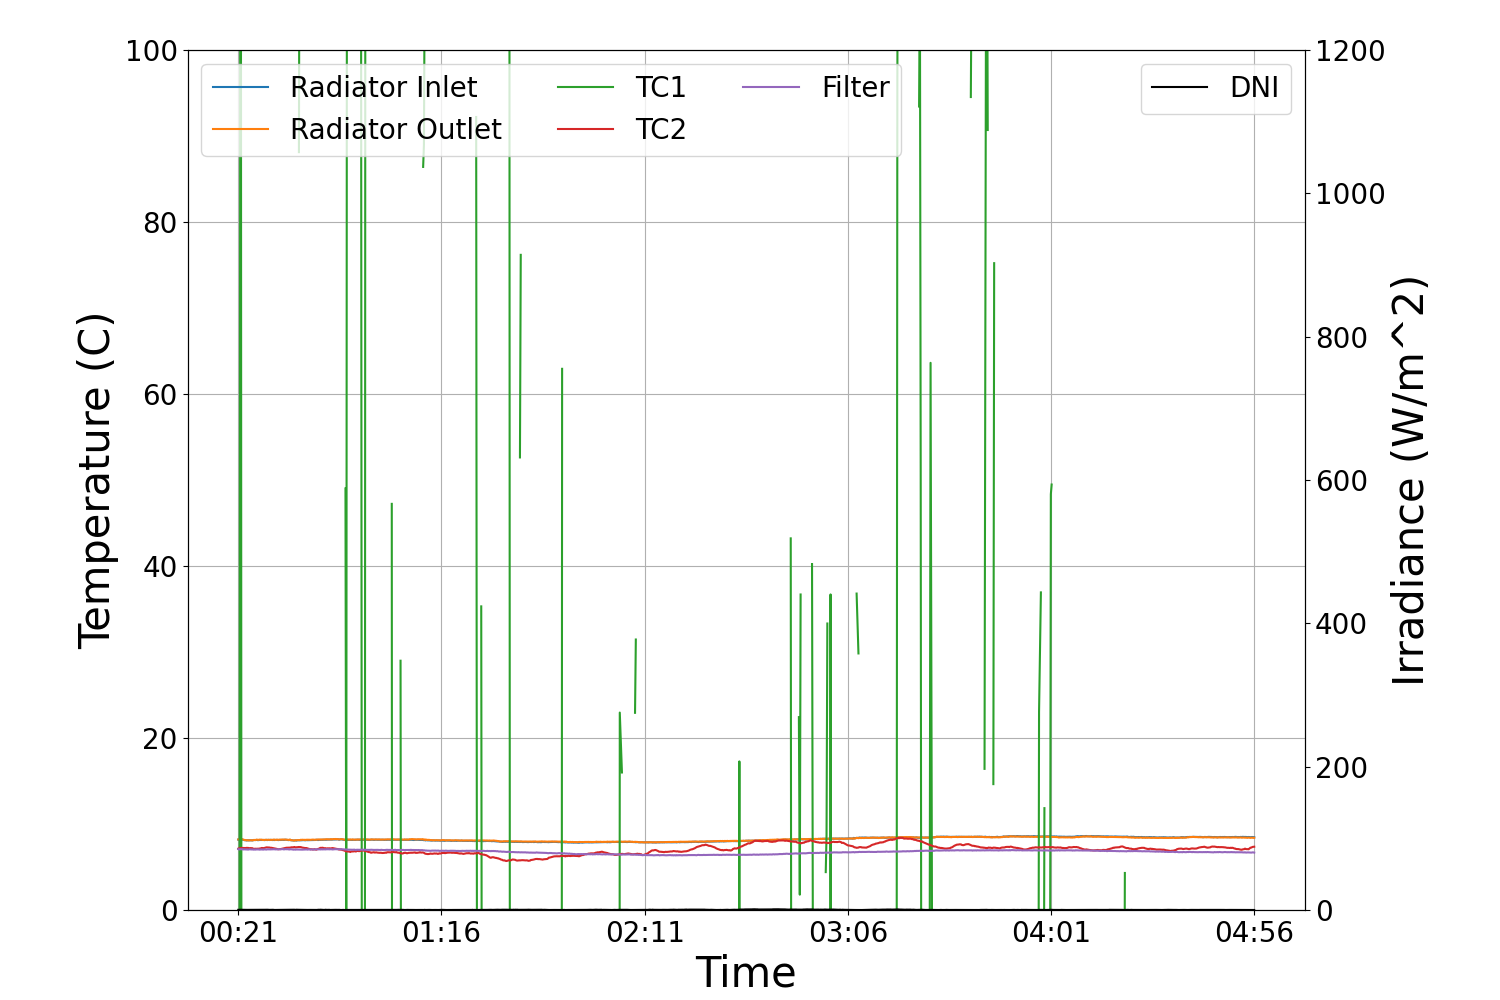 Temperature (C)
100
80
60
40
20
0
Radiator Inlet
Radiator Outlet
TC1
TC2
Filter
DNI
1200
1000
800
600
400
200
0
Irradiance (W/m^2)
00:21
01:16
02:11
03:06
04:01
04:56
Time